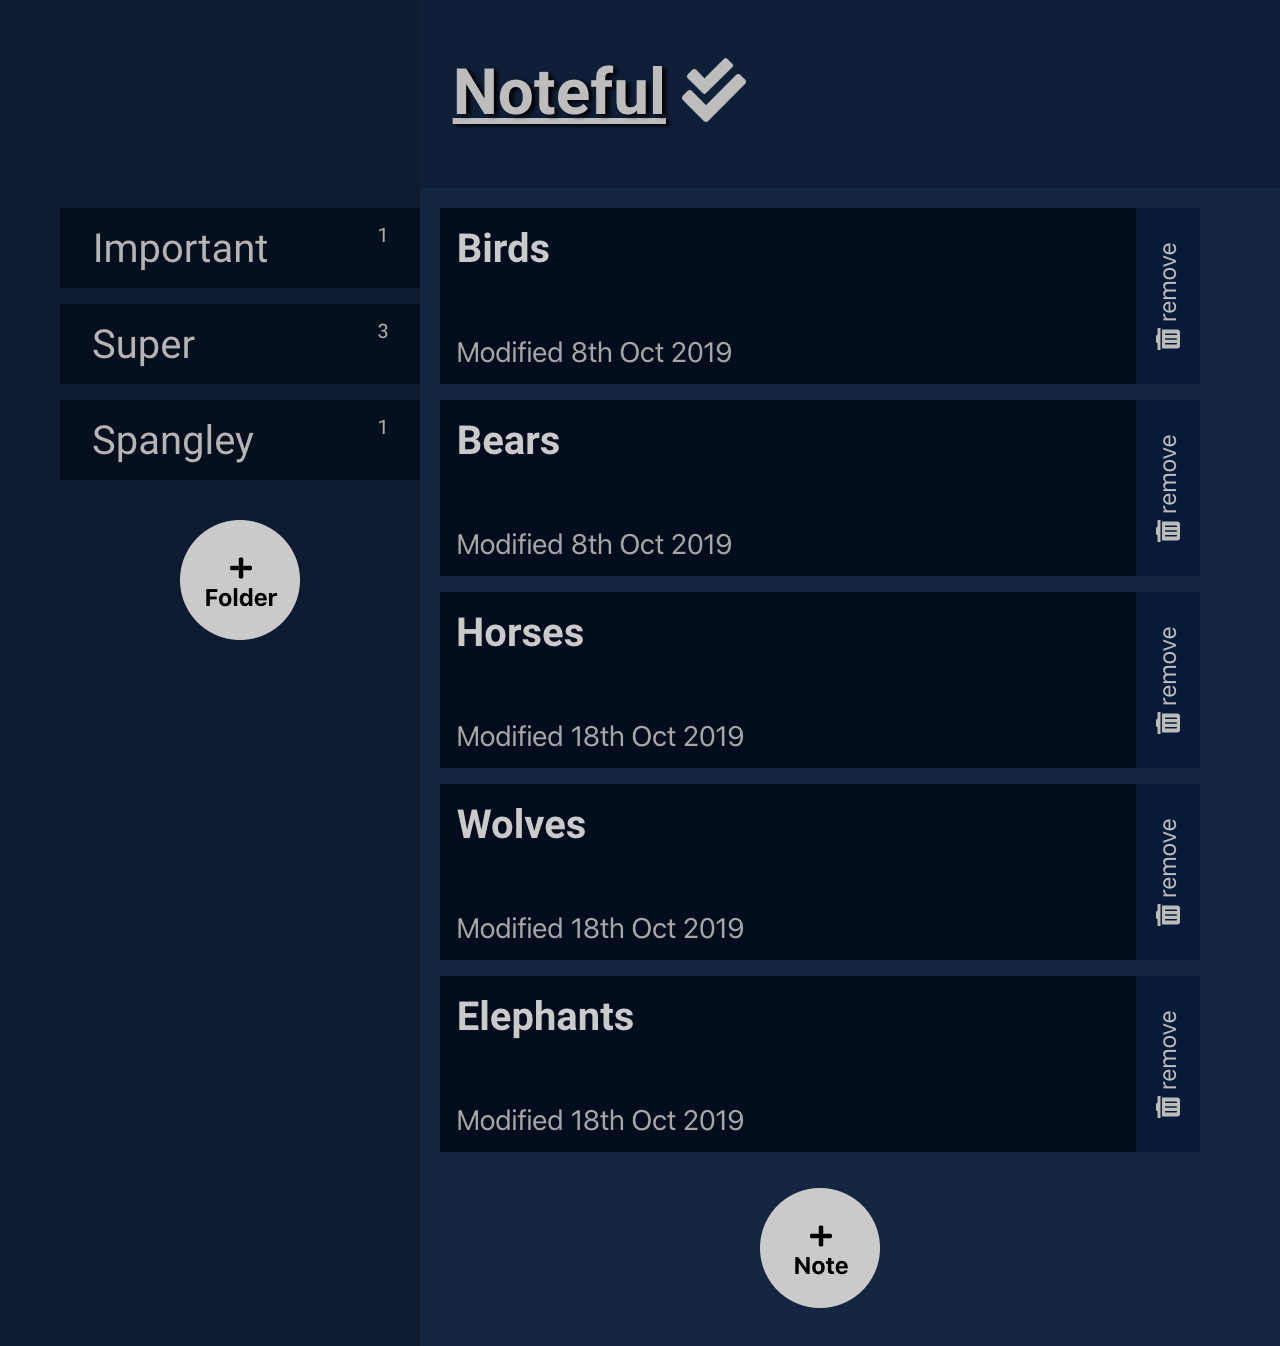 Noteful
Important 1
Super 3
Spangley 1
+
Folder
Birds
Modified 8th Oct 2019
remove
Bears
Modified 8th Oct 2019
remove
Horses
Modified 18th Oct 2019
remove
Wolves
Modified 18th Oct 2019
remove
Elephants
Modified 18th Oct 2019
remove
+
Note